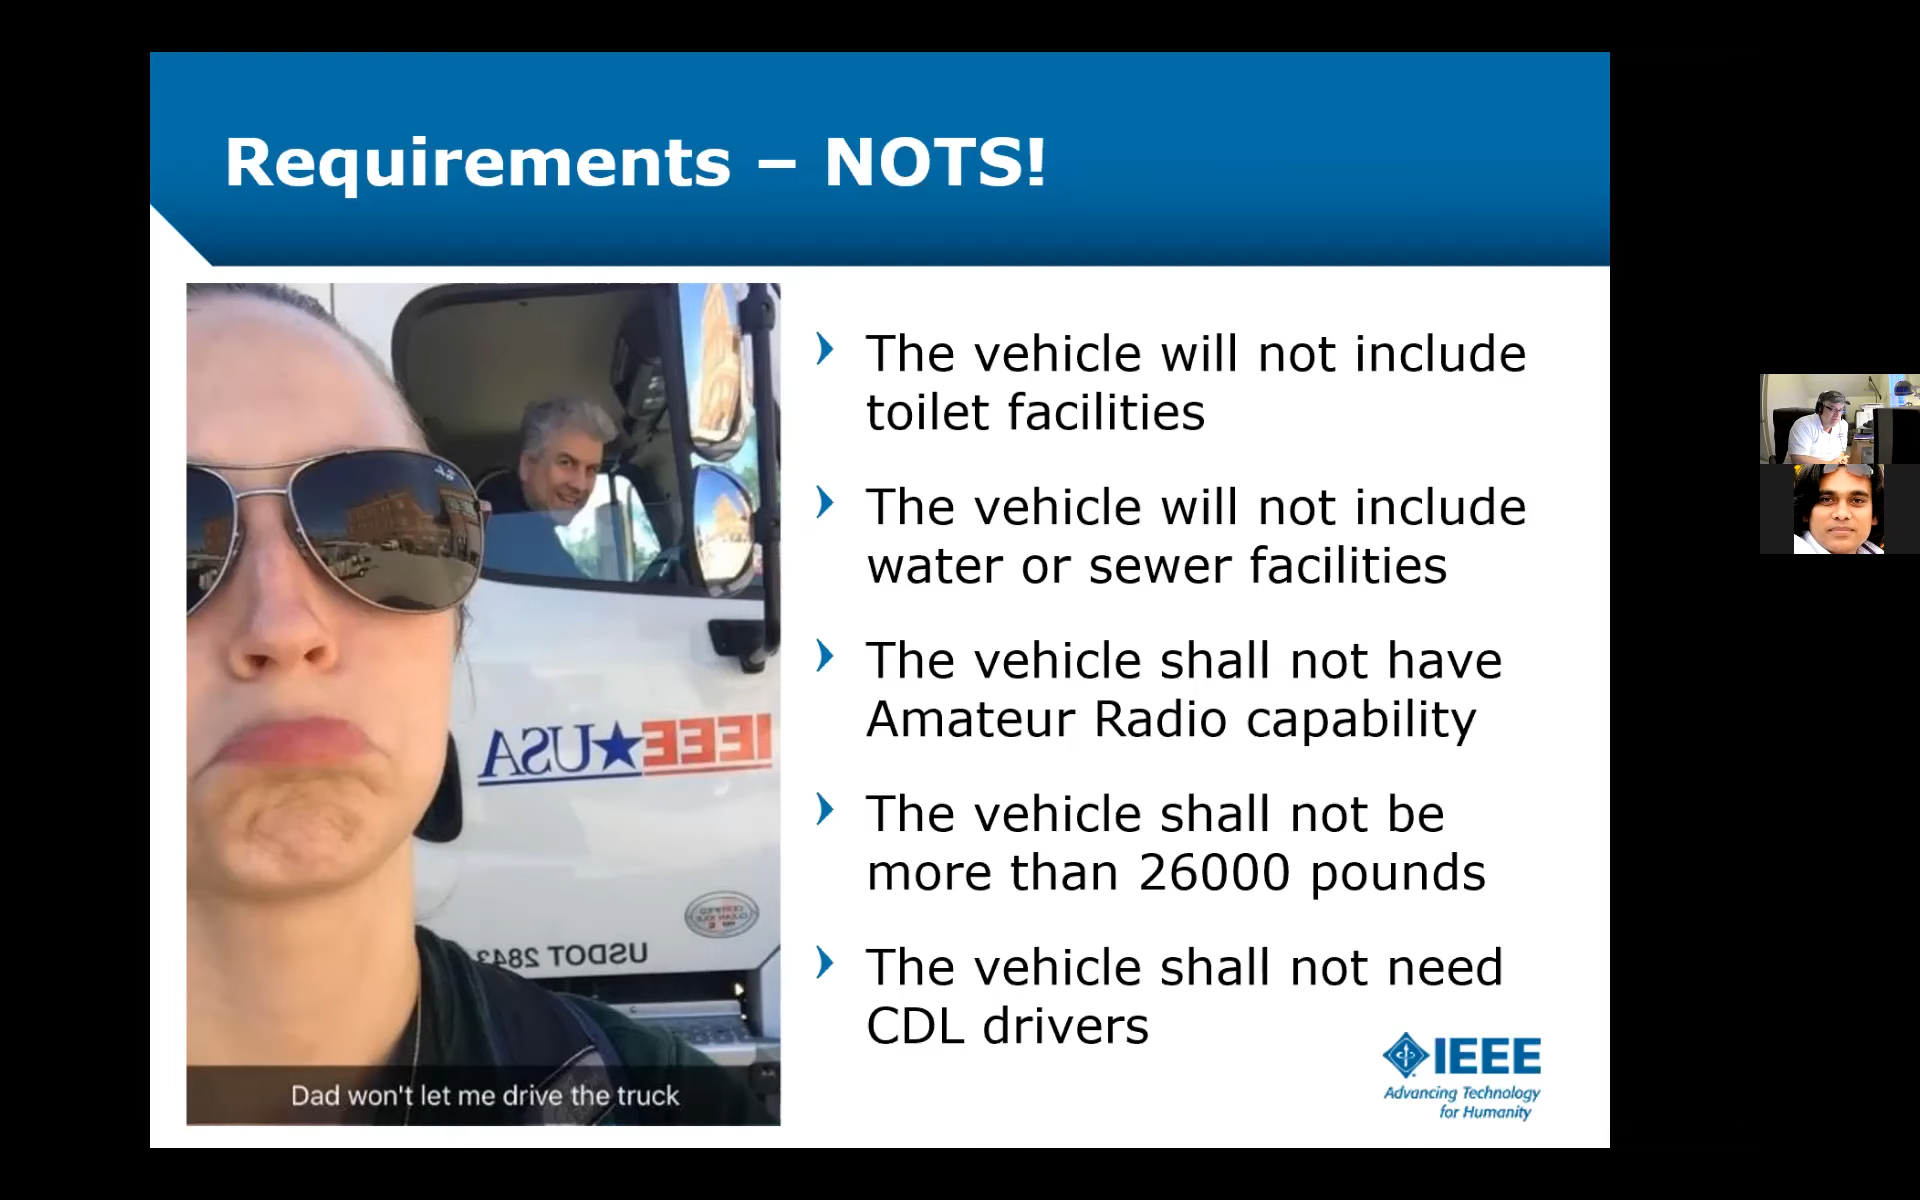 Requirements – NOTS!
The vehicle will not include
toilet facilities
The vehicle will not include
water or sewer facilities
The vehicle shall not have
Amateur Radio capability
The vehicle shall not be
more than 26000 pounds
The vehicle shall not need
CDL drivers
IEEE USA
USDOT 2843
Dad won't let me drive the truck
IEEE
Advancing Technology
for Humanity